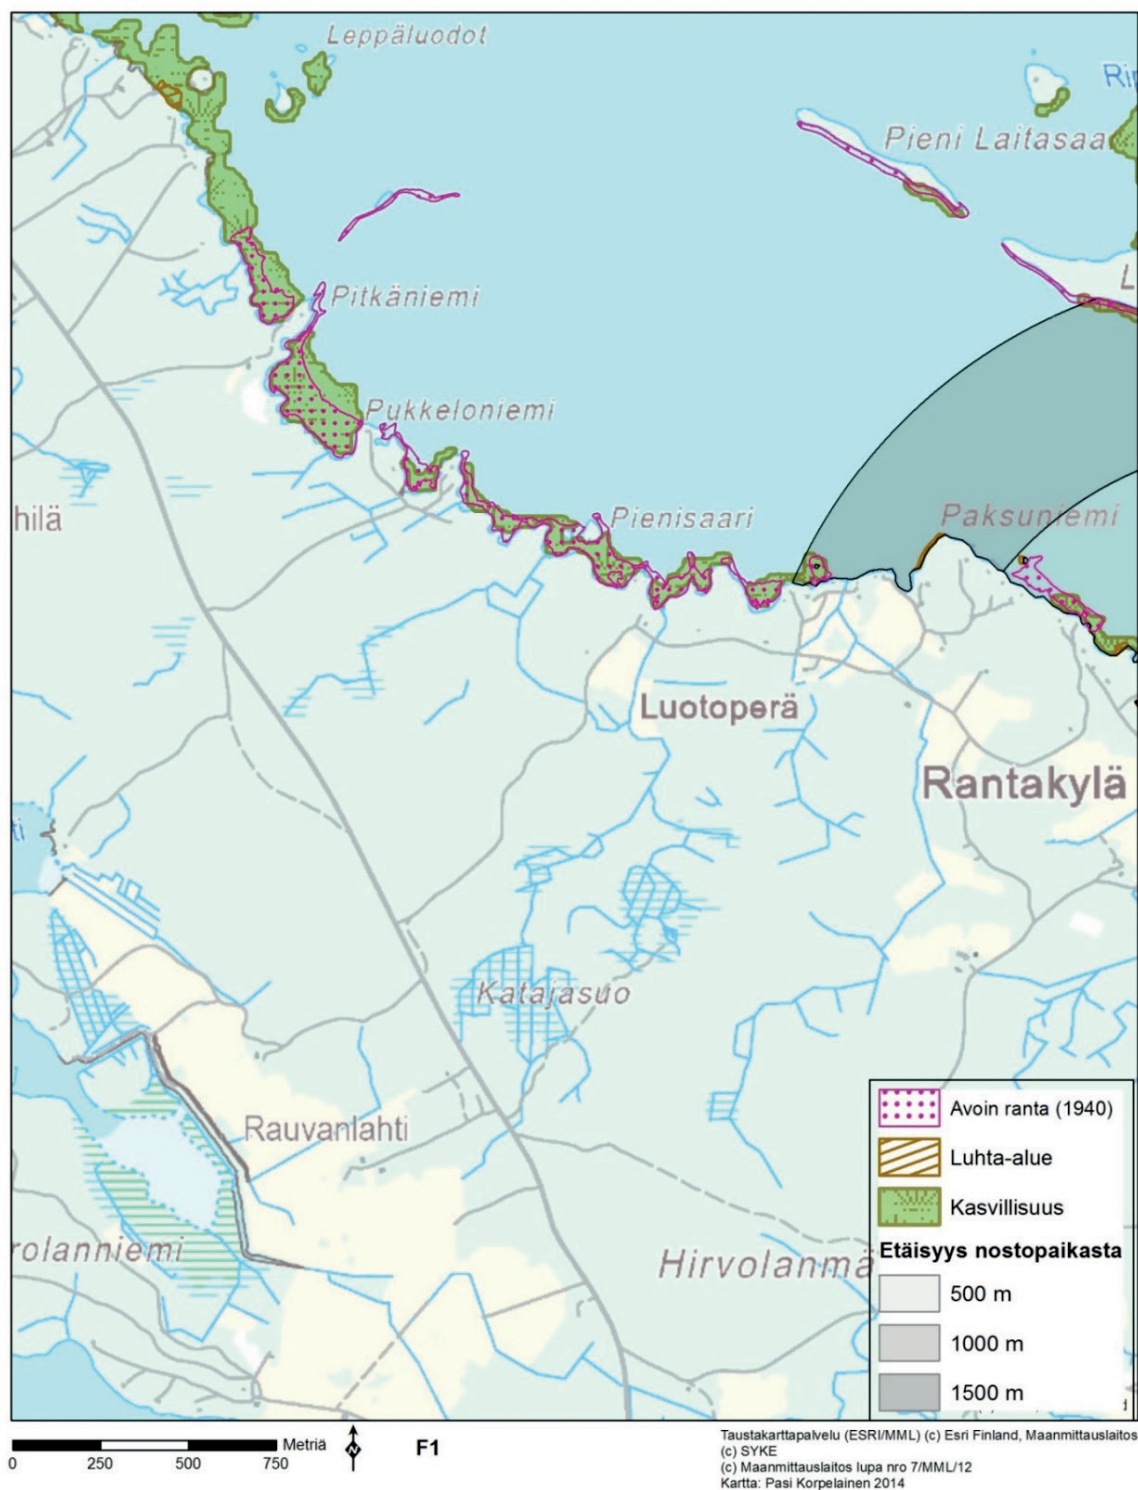 Leppäluodot
Rin
Pieni Laitasaa
L
Pitkäniemi
Pukkeloniemi
Pienisaari
Paksuniemi
hilä
Luotoperä
Rantakylä
ti
Katajasuo
Rauvanlahti
rolanniemi
Hirvolanmä
Avoin ranta (1940)
Luhta-alue
Kasvillisuus
Etäisyys nostopaikasta
500 m
1000 m
1500 m
Metriä
0 250 500 750
N
F1
Taustakarttapalvelu (ESRI/MML) (c) Esri Finland, Maanmittauslaitos
(c) SYKE
(c) Maanmittauslaitos lupa nro 7/MML/12
Kartta: Pasi Korpelainen 2014